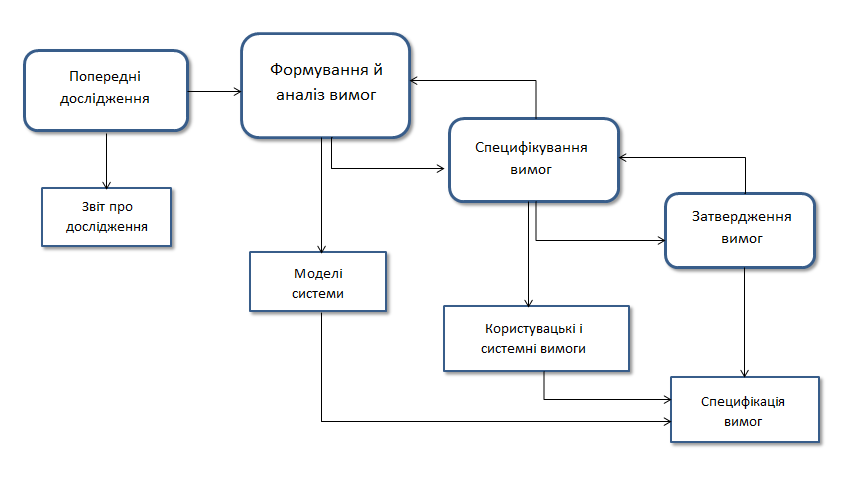 Попередні
дослідження
Формування й
аналіз вимог
Специфікування
вимог
Затвердження
вимог
Звіт про
дослідження
Моделі
системи
Користувацькі і
системні вимоги
Специфікація
вимог